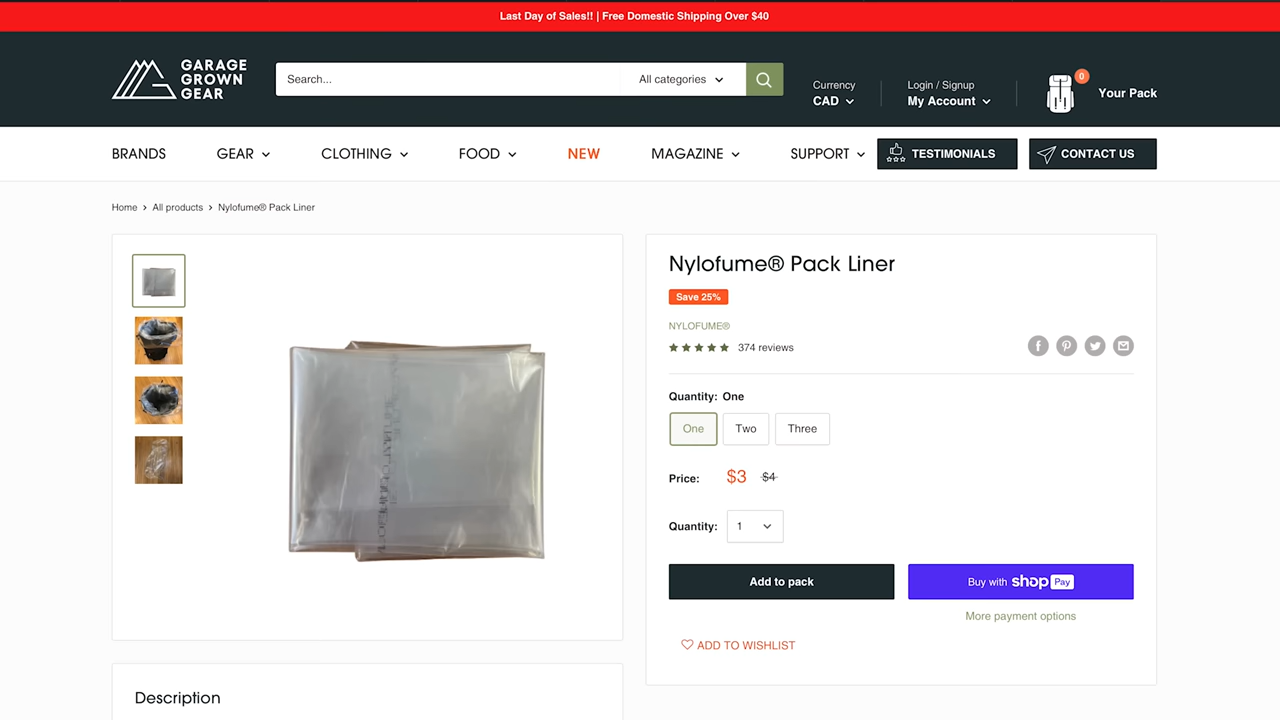 Last Day of Sales!! | Free Domestic Shipping Over $40
GARAGE
GROWN
GEAR
Search...
All categories
Currency
CAD
Login / Signup
My Account
0
Your Pack
BRANDS
GEAR
CLOTHING
FOOD
NEW
MAGAZINE
SUPPORT
TESTIMONIALS
CONTACT US
Home > All products > Nylofume® Pack Liner
Nylofume® Pack Liner
Save 25%
NYLOFUME®
374 reviews
Quantity: One
One
Two
Three
Price: $3 $4
Quantity: 1
Add to pack
Buy with shop Pay
More payment options
ADD TO WISHLIST
Description